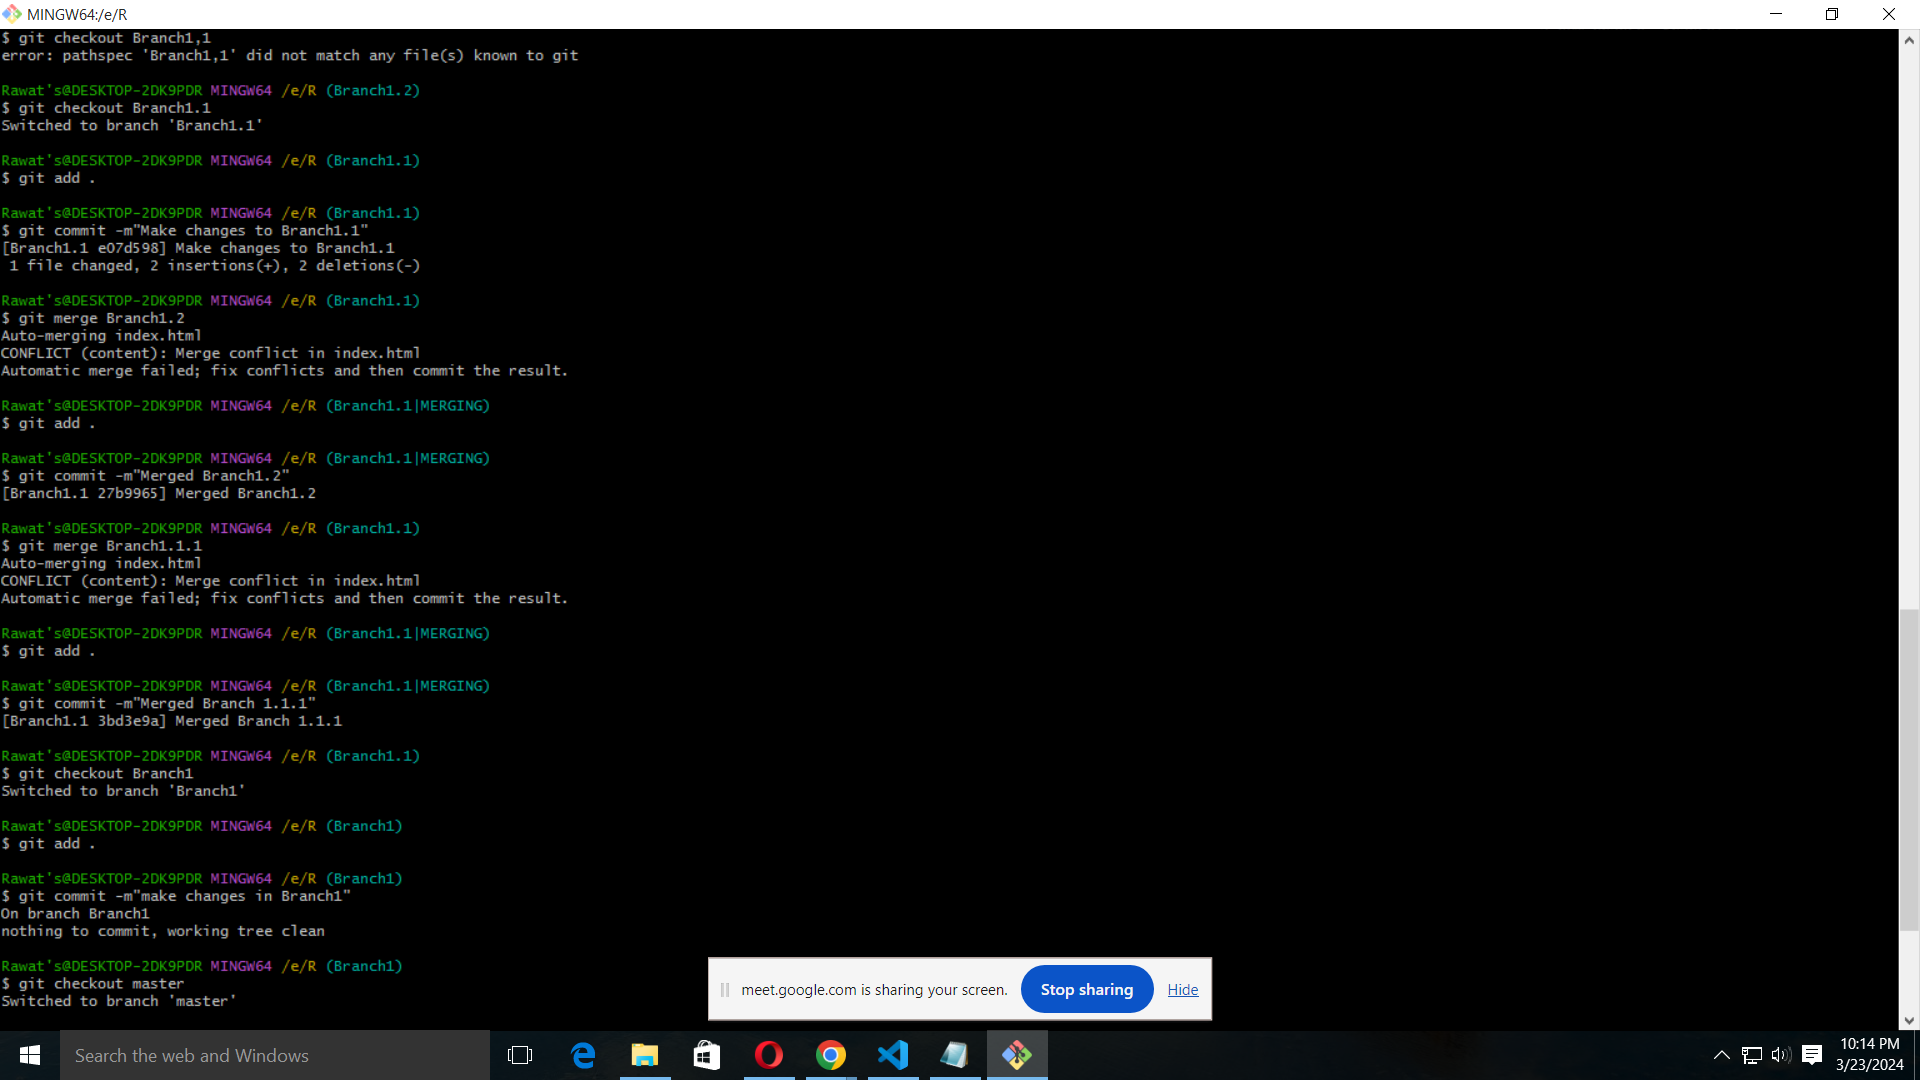 MINGW64:/e/R
$ git checkout Branch1,1
error: pathspec 'Branch1,1' did not match any file(s) known to git
Rawat's@DESKTOP-2DK9PDR MINGW64 /e/R (Branch1.2)
$ git checkout Branch1.1
Switched to branch 'Branch1.1'
Rawat's@DESKTOP-2DK9PDR MINGW64 /e/R (Branch1.1)
$ git add .
Rawat's@DESKTOP-2DK9PDR MINGW64 /e/R (Branch1.1)
$ git commit -m"Make changes to Branch1.1"
[Branch1.1 e07d598] Make changes to Branch1.1
1 file changed, 2 insertions(+), 2 deletions(-)
Rawat's@DESKTOP-2DK9PDR MINGW64 /e/R (Branch1.1)
$ git merge Branch1.2
Auto-merging index.html
CONFLICT (content): Merge conflict in index.html
Automatic merge failed; fix conflicts and then commit the result.
Rawat's@DESKTOP-2DK9PDR MINGW64 /e/R (Branch1.1|MERGING)
$ git add .
Rawat's@DESKTOP-2DK9PDR MINGW64 /e/R (Branch1.1|MERGING)
$ git commit -m"Merged Branch1.2"
[Branch1.1 27b9965] Merged Branch1.2
Rawat's@DESKTOP-2DK9PDR MINGW64 /e/R (Branch1.1)
$ git merge Branch1.1.1
Auto-merging index.html
CONFLICT (content): Merge conflict in index.html
Automatic merge failed; fix conflicts and then commit the result.
Rawat's@DESKTOP-2DK9PDR MINGW64 /e/R (Branch1.1|MERGING)
$ git add .
Rawat's@DESKTOP-2DK9PDR MINGW64 /e/R (Branch1.1|MERGING)
$ git commit -m"Merged Branch 1.1.1"
[Branch1.1 3bd3e9a] Merged Branch 1.1.1
Rawat's@DESKTOP-2DK9PDR MINGW64 /e/R (Branch1.1)
$ git checkout Branch1
Switched to branch 'Branch1'
Rawat's@DESKTOP-2DK9PDR MINGW64 /e/R (Branch1)
$ git add .
Rawat's@DESKTOP-2DK9PDR MINGW64 /e/R (Branch1)
$ git commit -m"make changes in Branch1"
On branch Branch1
nothing to commit, working tree clean
Rawat's@DESKTOP-2DK9PDR MINGW64 /e/R (Branch1)
$ git checkout master
Switched to branch 'master'
meet.google.com is sharing your screen. Stop sharing Hide
Search the web and Windows
10:14 PM
3/23/2024